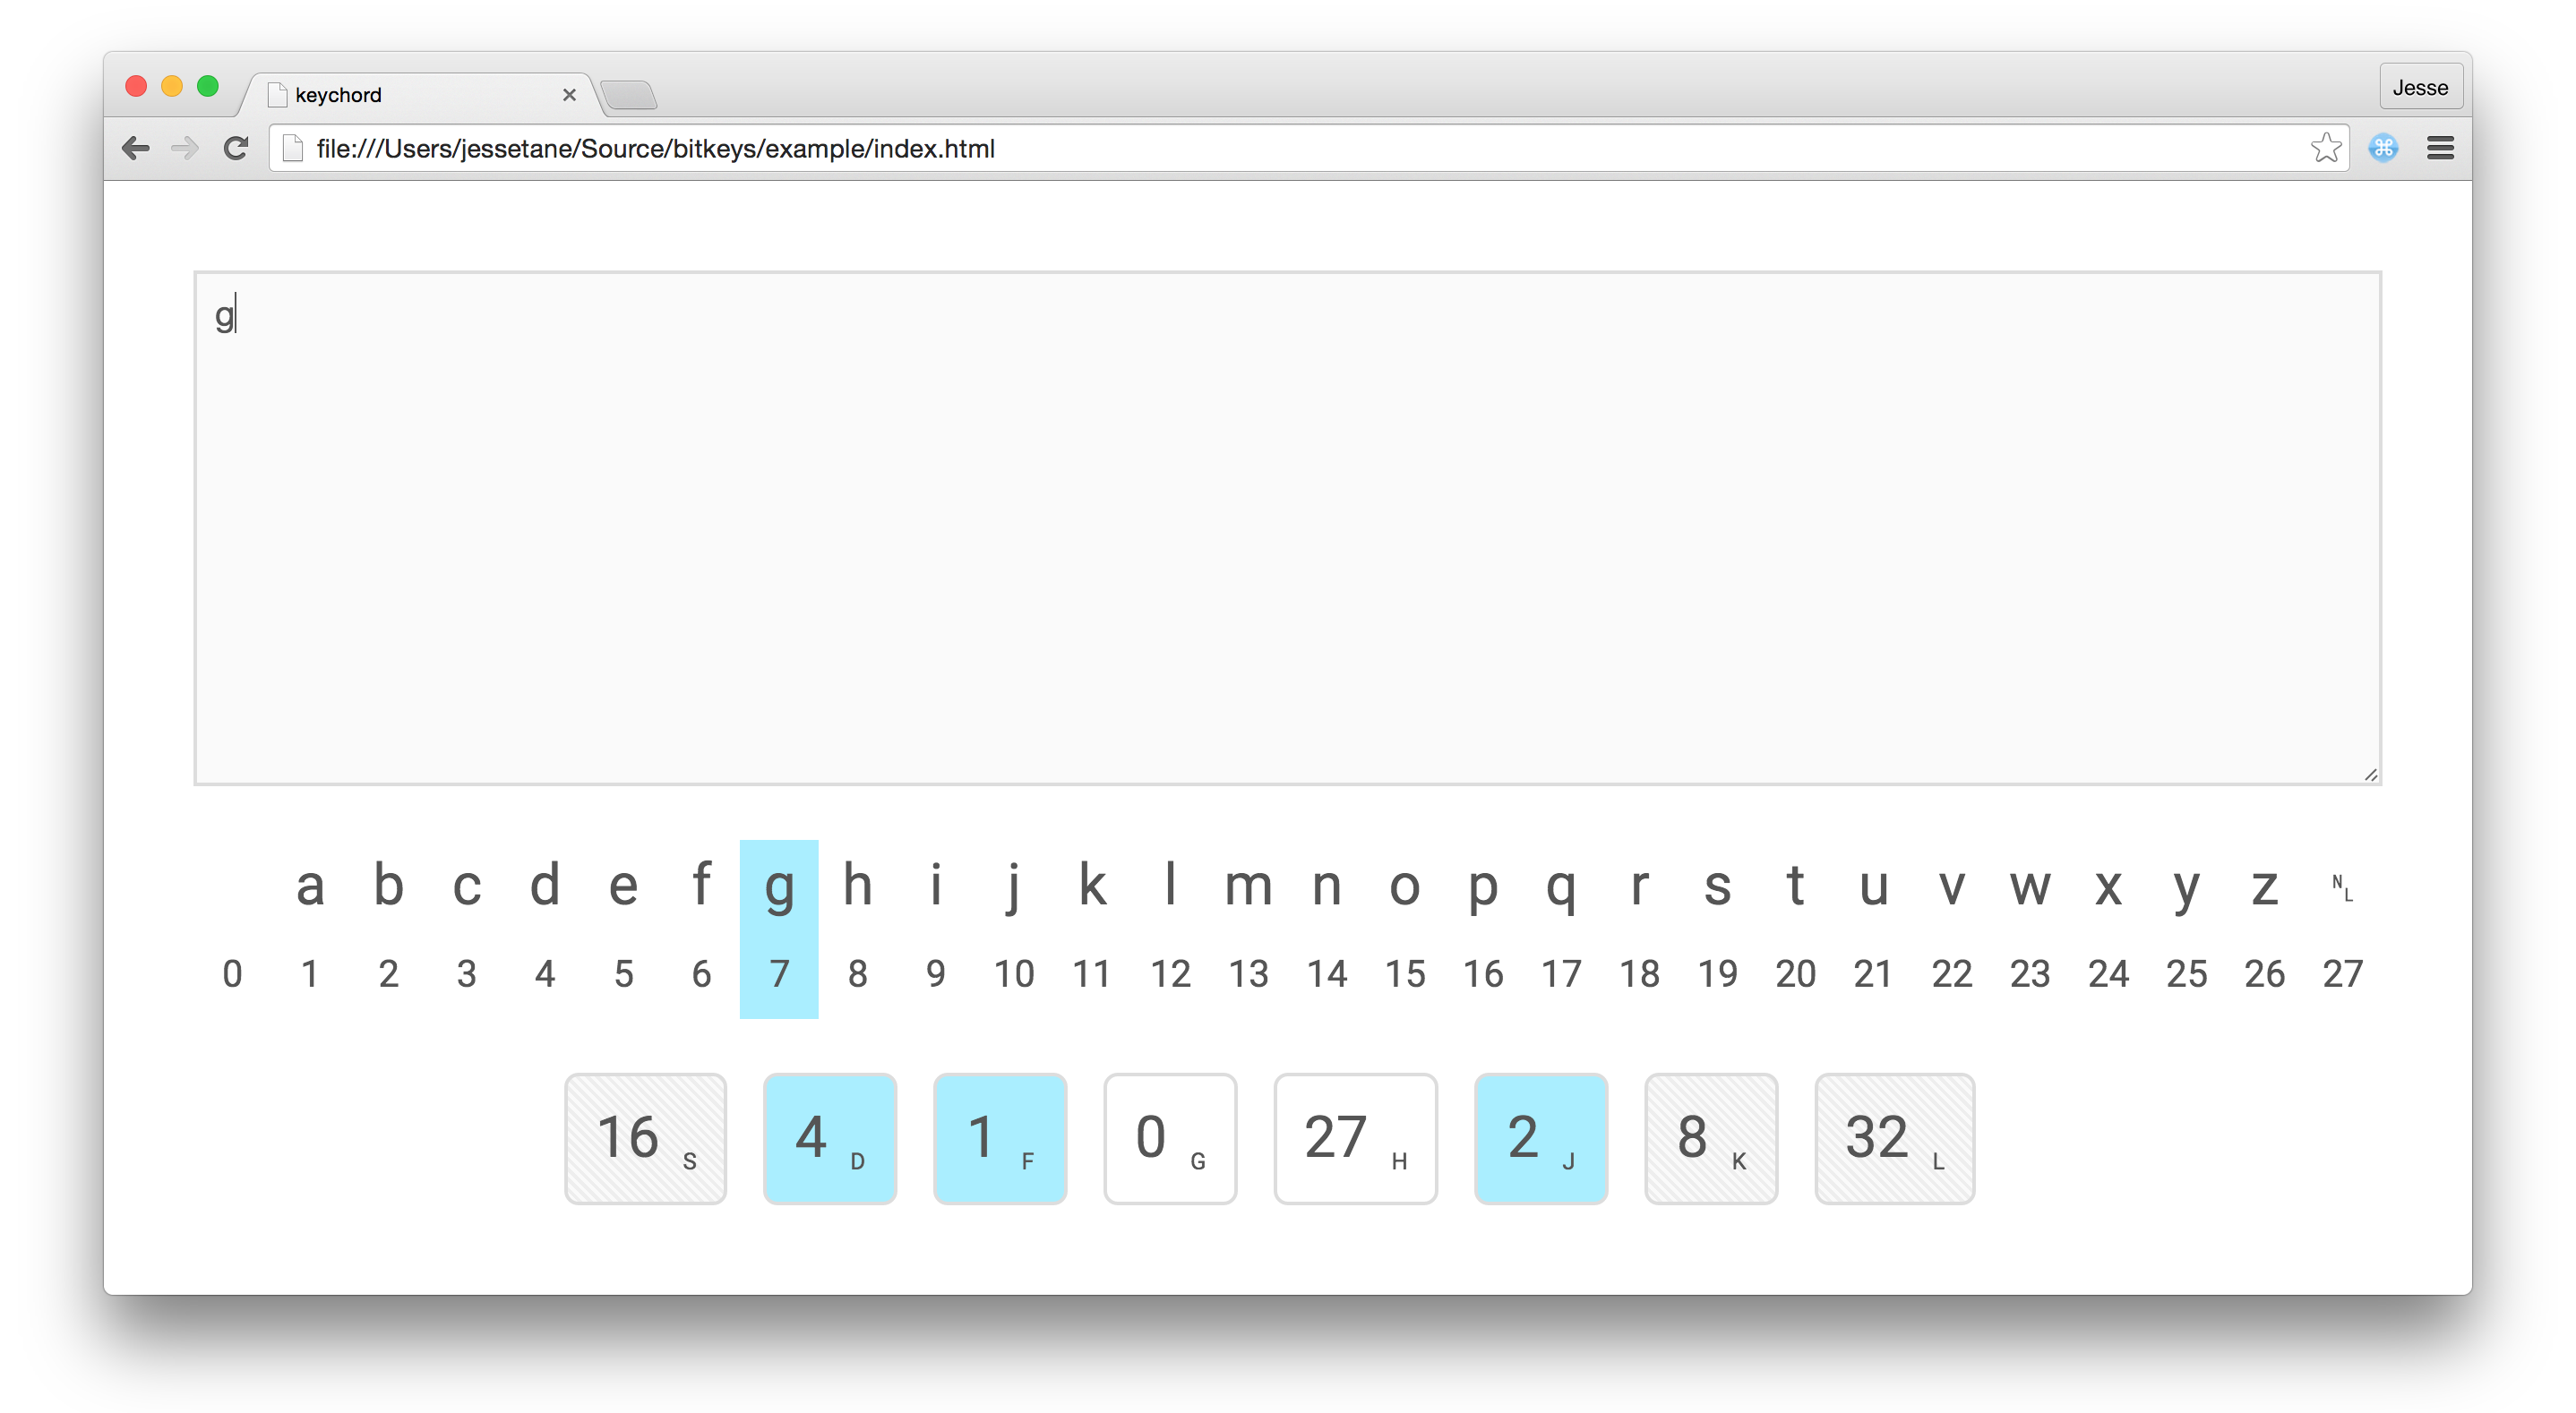 keychord
Jesse
file:///Users/jessetane/Source/bitkeys/example/index.html
g
a b c d e f g h i j k l m n o p q r s t u v w x y z NL
0 1 2 3 4 5 6 7 8 9 10 11 12 13 14 15 16 17 18 19 20 21 22 23 24 25 26 27
16 S 4 D 1 F 0 G 27 H 2 J 8 K 32 L